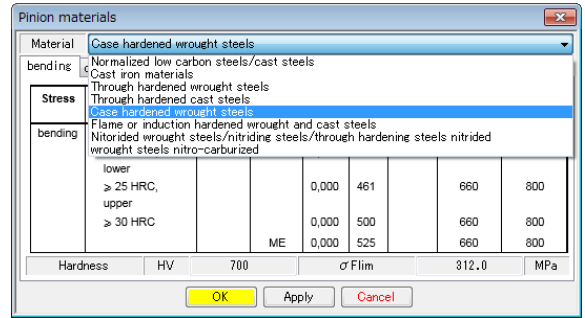 Pinion materials
Material Case hardened wrought steels
bending
Normalized low carbon steels/cast steels
Cast iron materials
Through hardened wrought steels
Through hardened cast steels
Case hardened wrought steels
Flame or induction hardened wrought and cast steels
Nitorided wrought steels/nitriding steels/through hardening steels nitrided
wrought steels nitro-carburized
Stress
bending
lower
≥ 25 HRC, 0,000 461 660 800
upper
≥ 30 HRC 0,000 500 660 800
ME 0,000 525 660 800
Hardness HV 700 σFlim 312.0 MPa
OK Apply Cancel